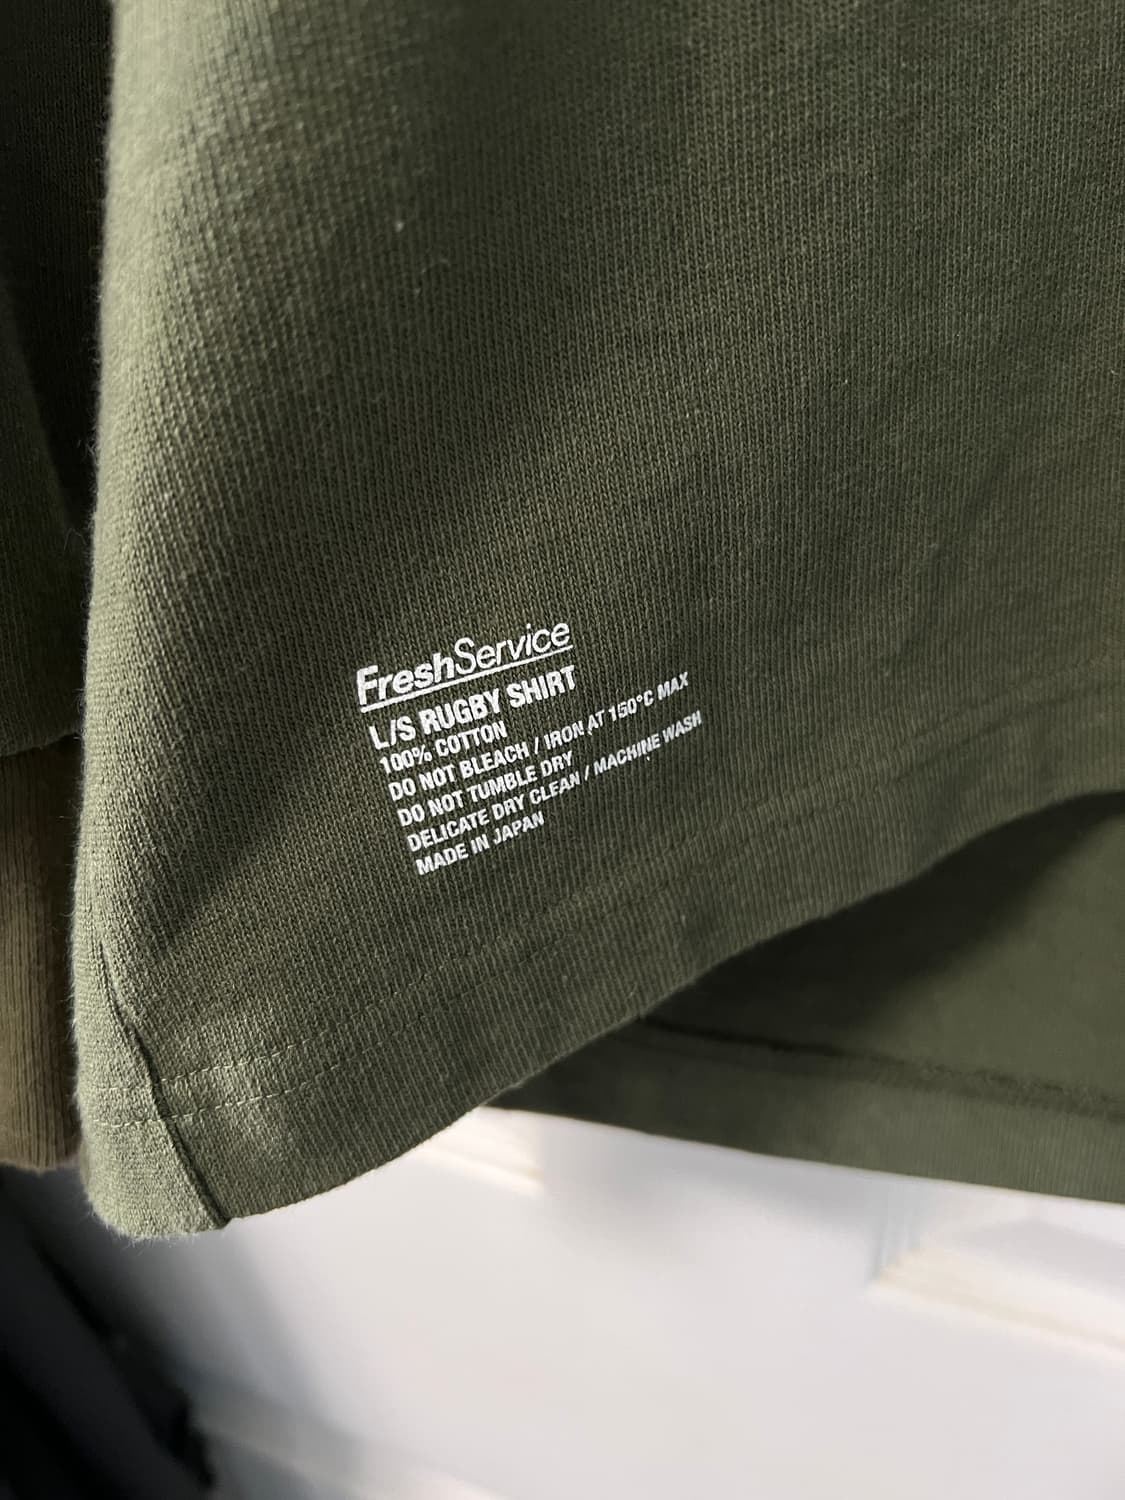 FreshService
L/S RUGBY SHIRT
100% COTTON
DO NOT BLEACH / IRON AT 150°C MAX
DO NOT TUMBLE DRY
DELICATE DRY CLEAN / MACHINE WASH
MADE IN JAPAN